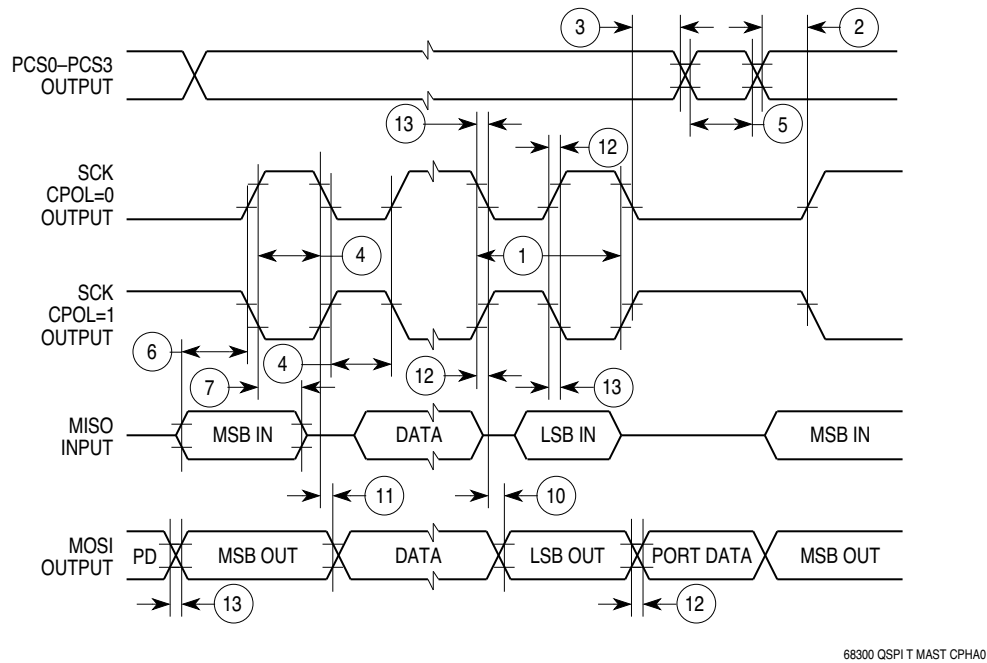 3
2
PCS0–PCS3
OUTPUT
5
13
12
SCK
CPOL=0
OUTPUT
4
1
SCK
CPOL=1
OUTPUT
6
4
7
12
13
MISO
INPUT
MSB IN
DATA
LSB IN
MSB IN
11
10
MOSI
OUTPUT
PD
MSB OUT
DATA
LSB OUT
PORT DATA
MSB OUT
13
12
68300 QSPI T MAST CPHA0